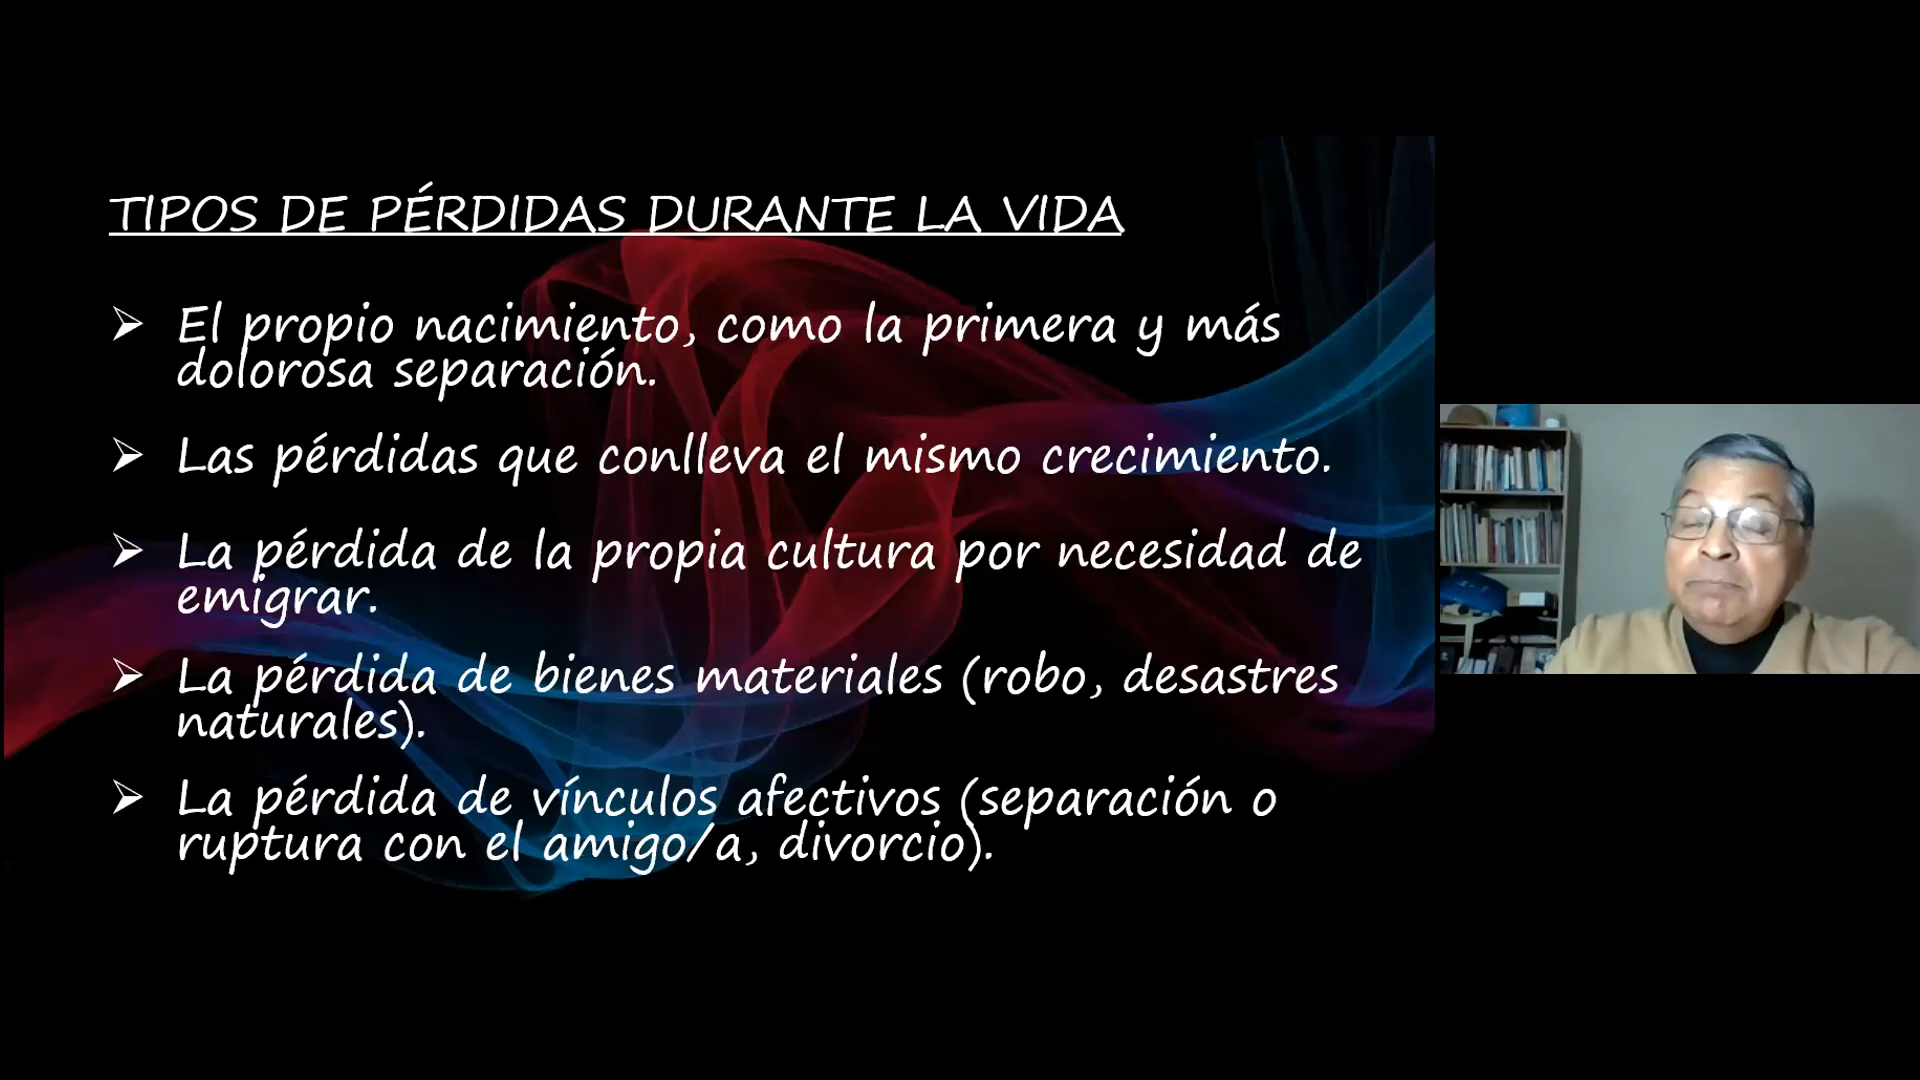 TIPOS DE PÉRDIDAS DURANTE LA VIDA
➢ El propio nacimiento, como la primera y más
dolorosa separación.
➢ Las pérdidas que conlleva el mismo crecimiento.
➢ La pérdida de la propia cultura por necesidad de
emigrar.
➢ La pérdida de bienes materiales (robo, desastres
naturales).
➢ La pérdida de vínculos afectivos (separación o
ruptura con el amigo/a, divorcio).